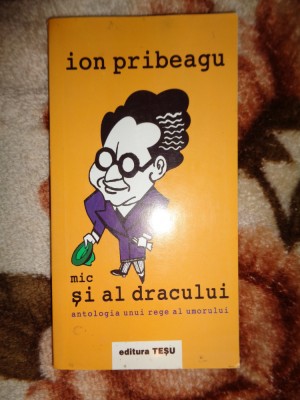 ion pribeagu
mic
și al dracului
antologia unui rege al umorului
editura TEȘU